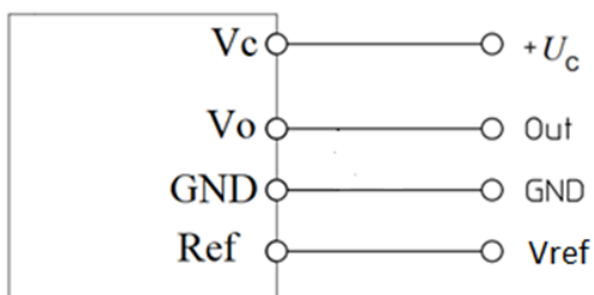 Vc +Uc
Vo Out
GND GND
Ref Vref